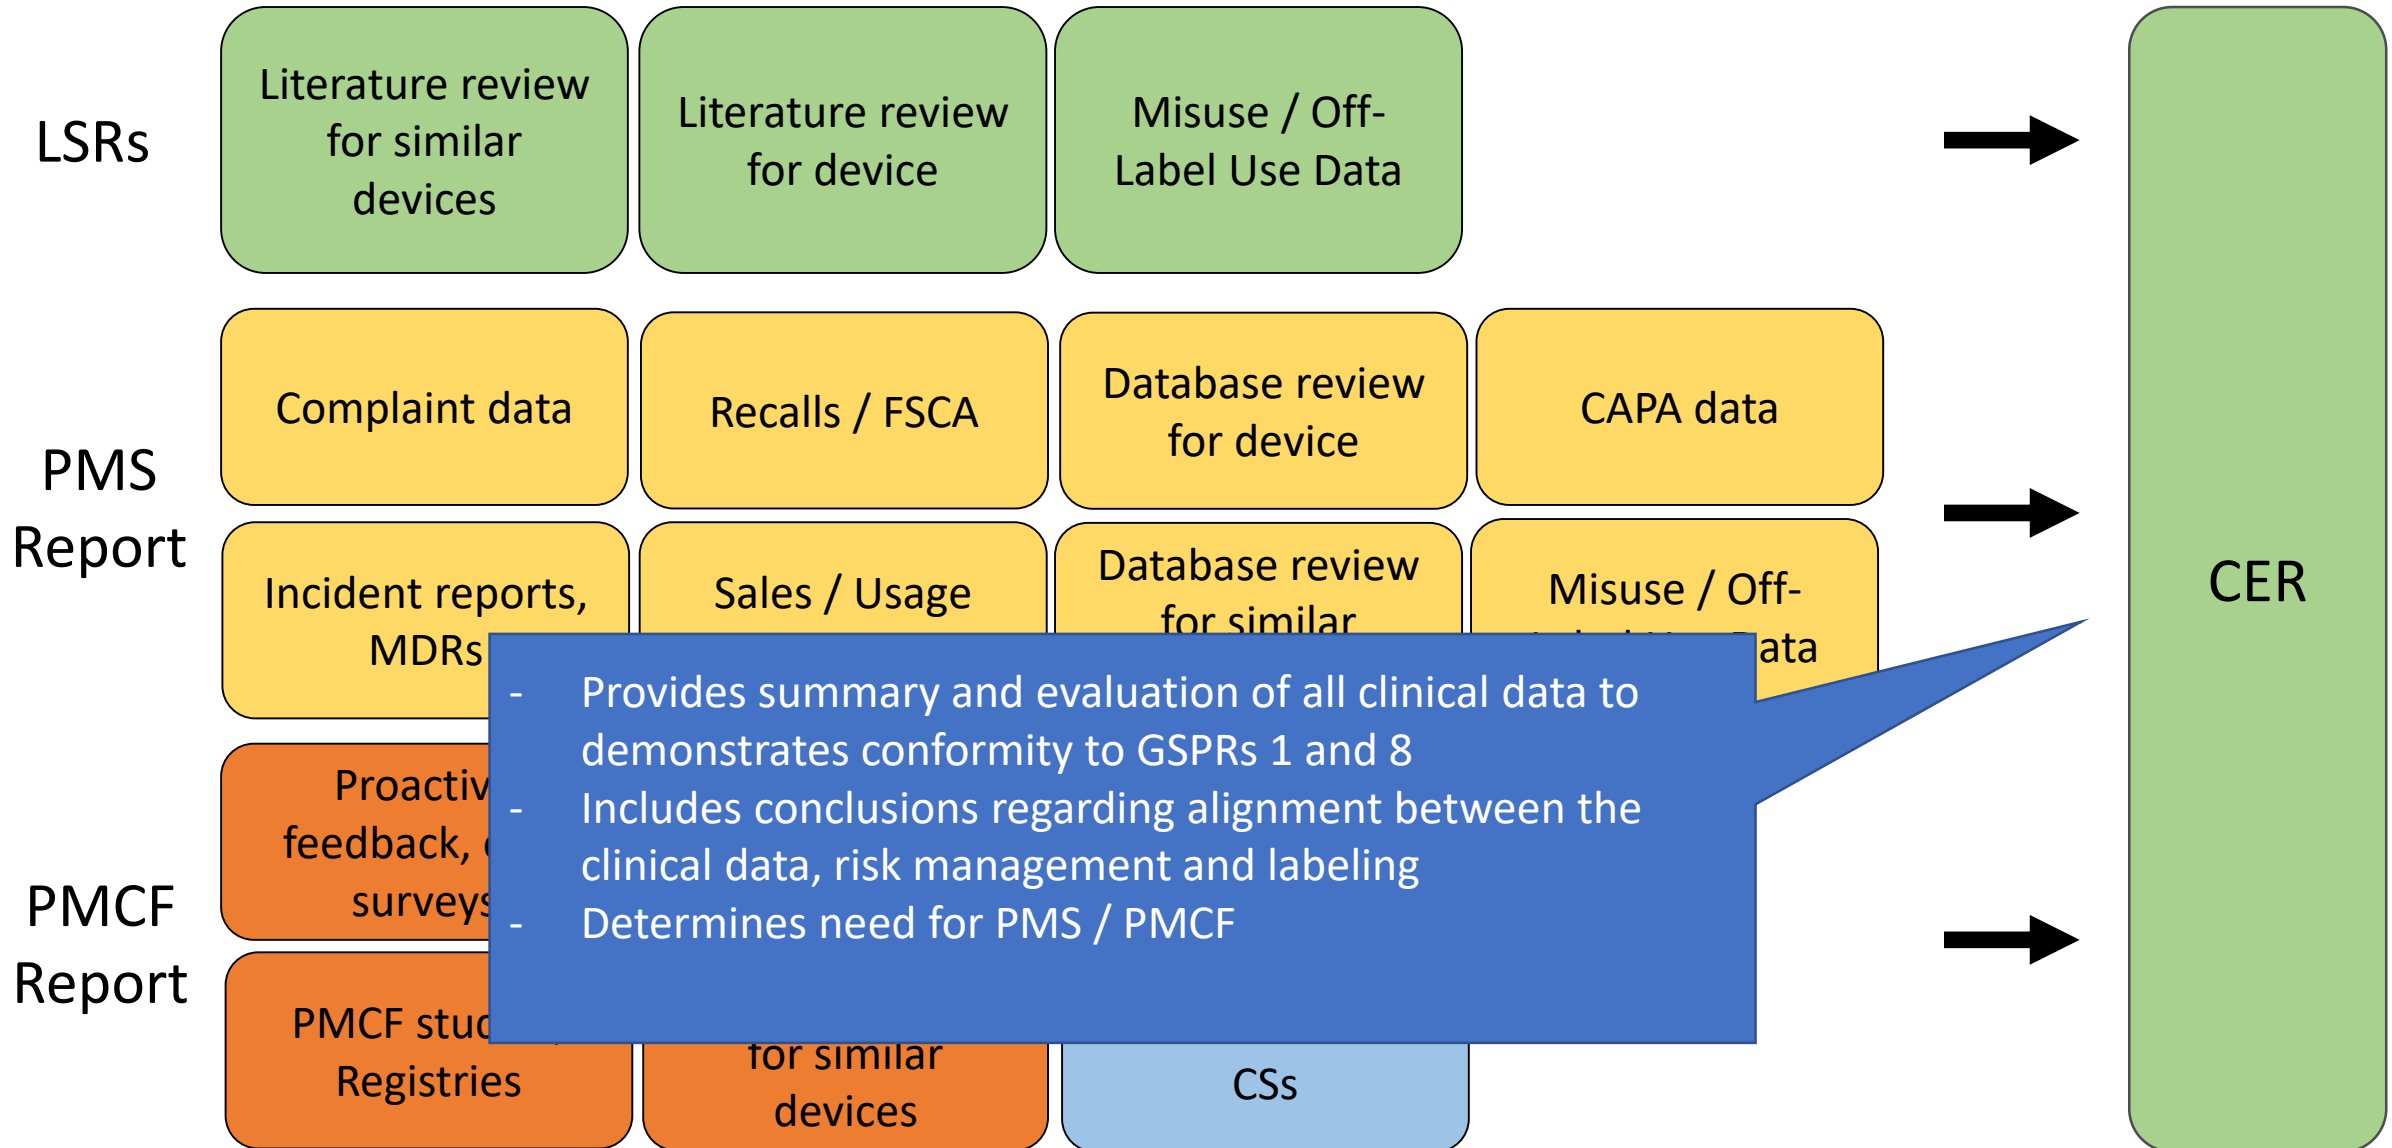 LSRs
Literature review
for similar
devices
Literature review
for device
Misuse / Off-
Label Use Data
PMS
Report
Complaint data
Recalls / FSCA
Database review
for device
CAPA data
Incident reports,
MDRs
Sales / Usage
Database review
for similar
Misuse / Off-
CER
- Provides summary and evaluation of all clinical data to
demonstrates conformity to GSPRs 1 and 8
- Includes conclusions regarding alignment between the
clinical data, risk management and labeling
- Determines need for PMS / PMCF
PMCF
Report
feedback,
surveys
PMCF
Registries
for similar
devices
CSs